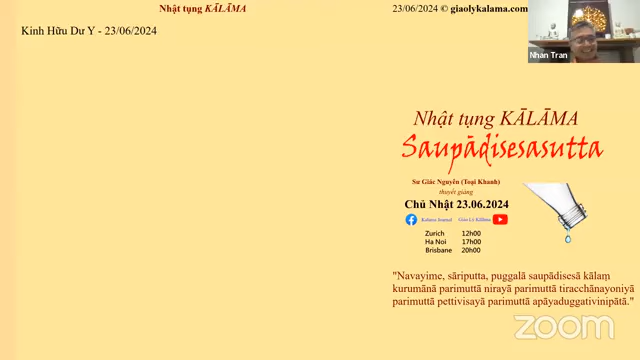 Nhật tụng KĀLĀMA
23/06/2024 © giaolykalama.com
Kinh Hữu Dư Y - 23/06/2024
Nhan Tran
Nhật tụng KĀLĀMA
Saupādisesasutta
Sư Giác Nguyên (Toại Khanh)
thuyết giảng
Chủ Nhật 23.06.2024
Kalama Journal Giáo Lý Kālāma
Zurich 12h00
Ha Noi 17h00
Brisbane 20h00
"Navayime, sāriputta, puggalā saupādisesā kālaṃ
kurumānā parimuttā nirayā parimuttā tiracchānayoniyā
parimuttā pettivisayā parimuttā apāyaduggativinipātā."
zoom